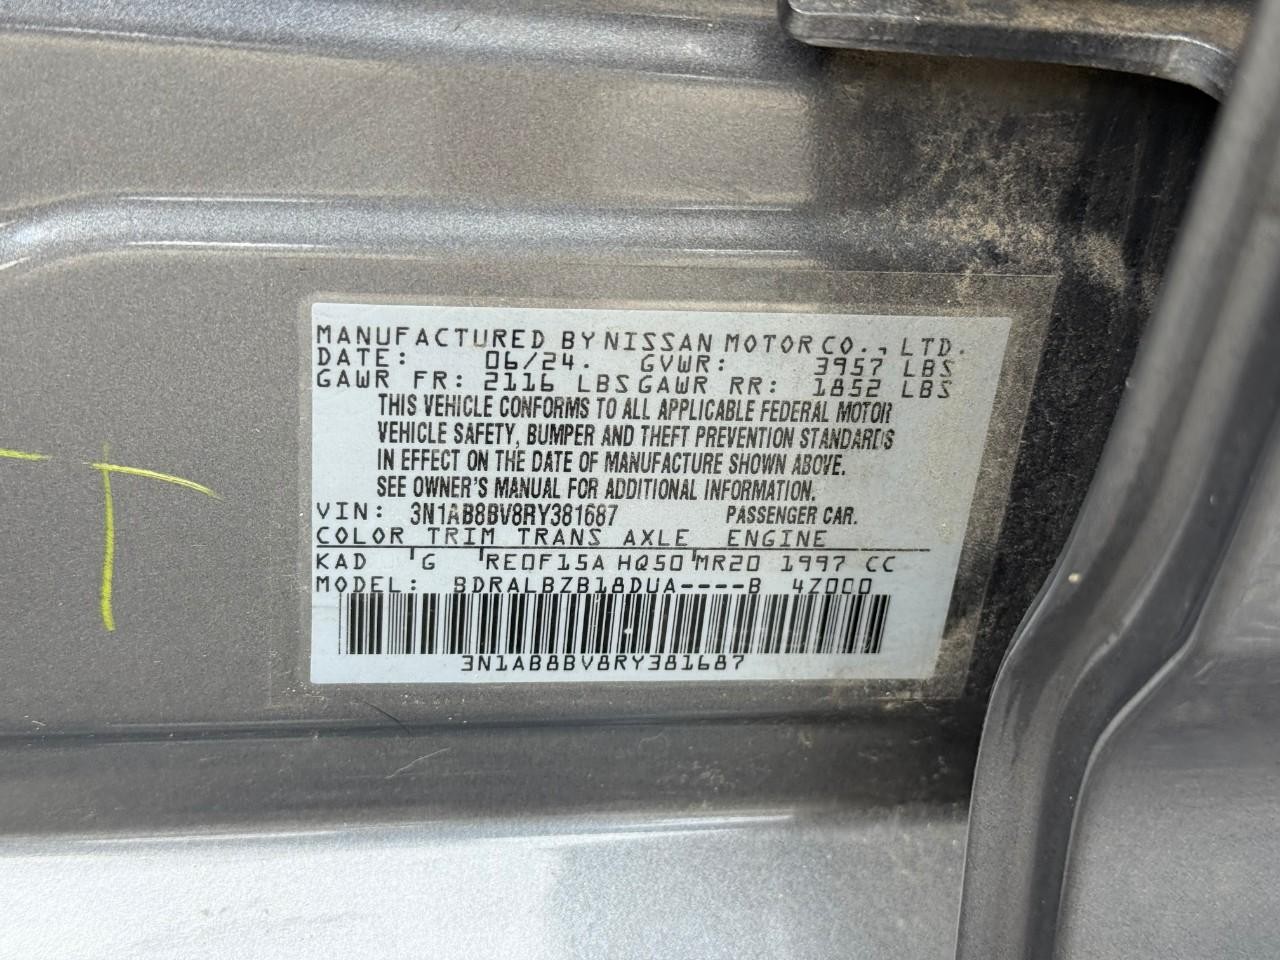 MANUFACTURED BY NISSAN MOTOR CO., LTD.
DATE: 06/24. GVWR: 3957 LBS
GAWR FR: 2116 LBS GAWR RR: 1852 LBS
THIS VEHICLE CONFORMS TO ALL APPLICABLE FEDERAL MOTOR
VEHICLE SAFETY, BUMPER AND THEFT PREVENTION STANDARDS
IN EFFECT ON THE DATE OF MANUFACTURE SHOWN ABOVE.
SEE OWNER'S MANUAL FOR ADDITIONAL INFORMATION.
VIN: 3N1AB8BV8RY381687 PASSENGER CAR.
COLOR TRIM TRANS AXLE ENGINE
KAD G RE0F15A HQ50 MR20 1997 CC
MODEL: BDRALBZB18DUA----B 4Z000
3N1AB8BV8RY381687